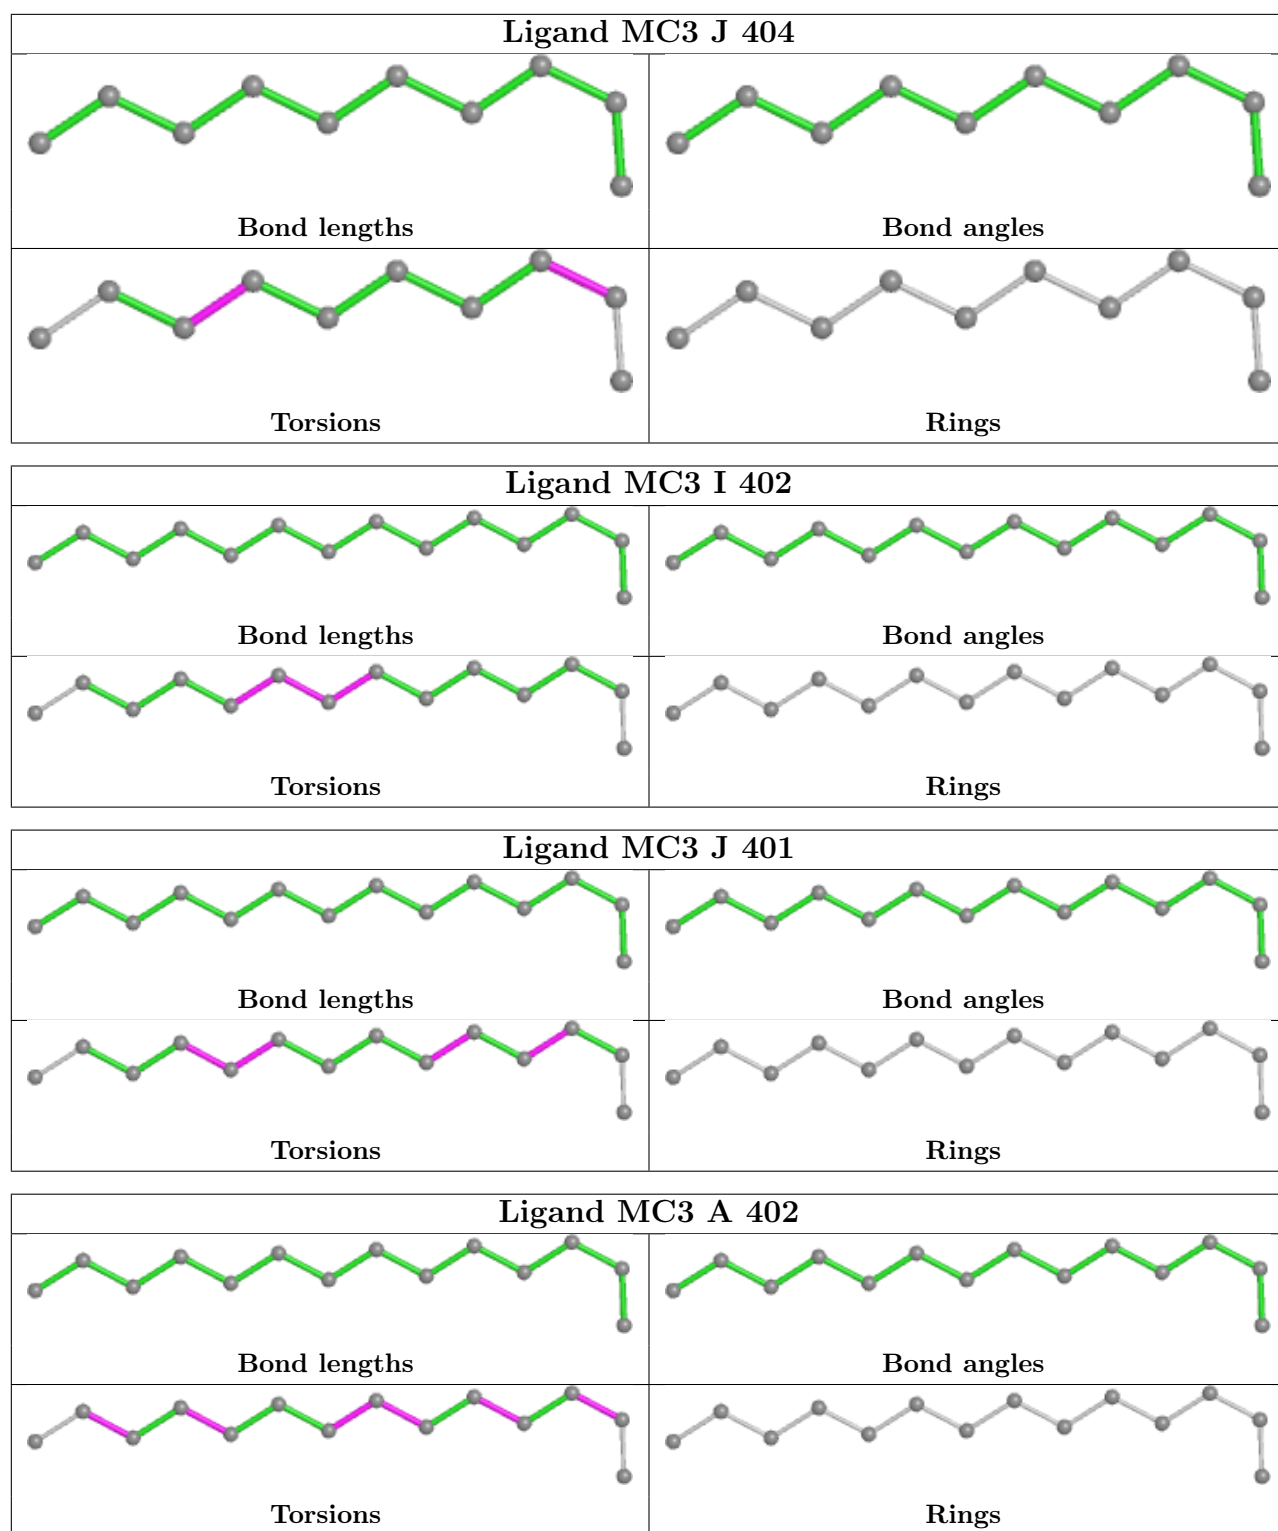 Ligand MC3 J 404
Bond lengths
Bond angles
Torsions
Rings
Ligand MC3 I 402
Bond lengths
Bond angles
Torsions
Rings
Ligand MC3 J 401
Bond lengths
Bond angles
Torsions
Rings
Ligand MC3 A 402
Bond lengths
Bond angles
Torsions
Rings